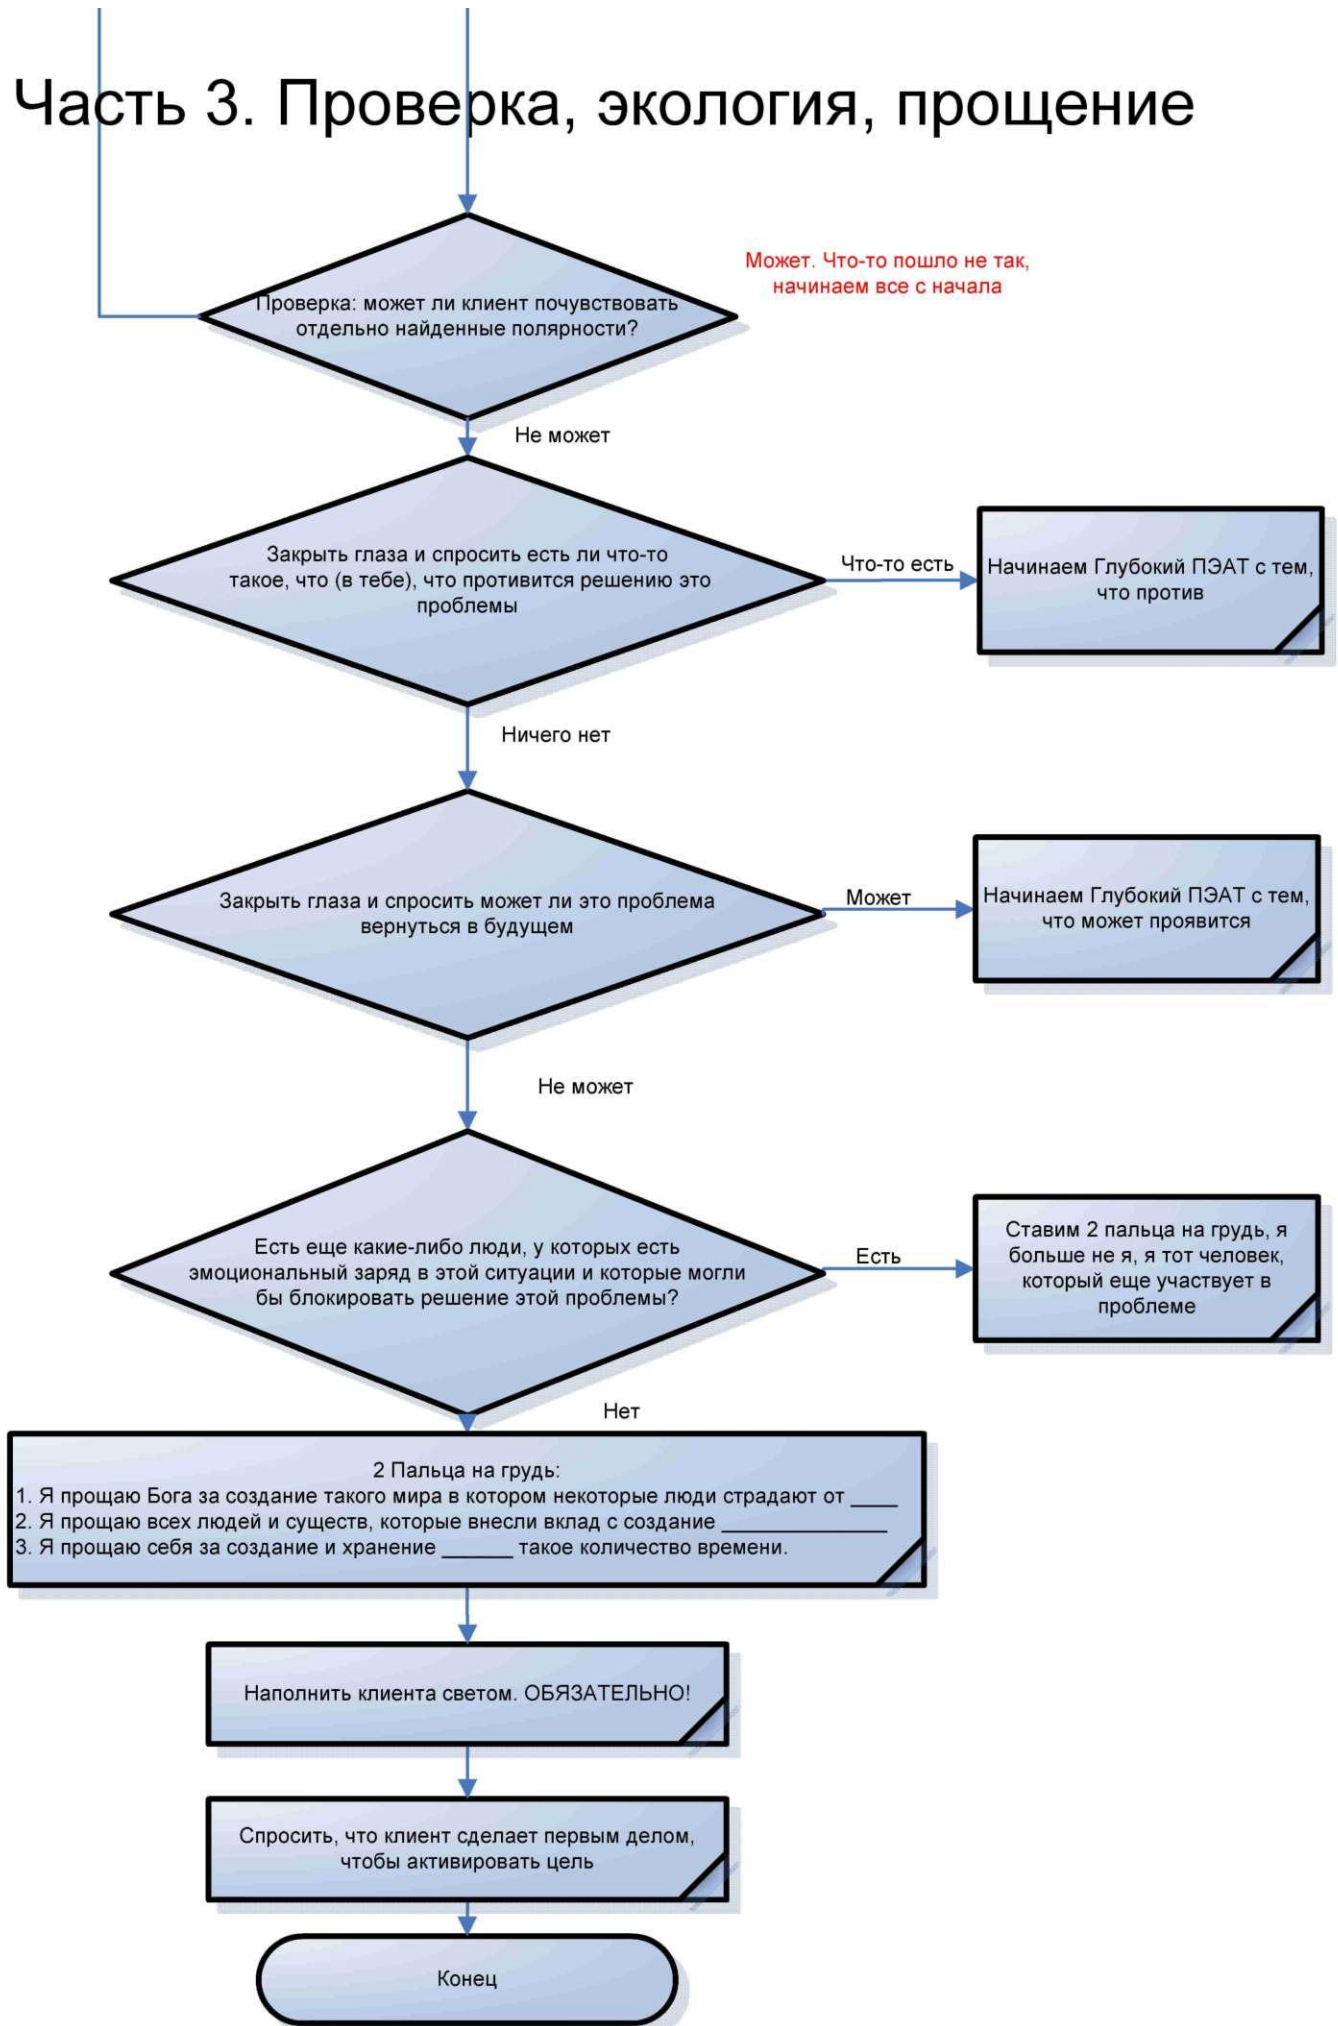 Часть 3. Проверка, экология, прощение
Может. Что-то пошло не так,
начинаем все с начала
Проверка: может ли клиент почувствовать
отдельно найденные полярности?
Не может
Закрыть глаза и спросить есть ли что-то
такое, что (в тебе), что противится решению это
проблемы
Что-то есть
Начинаем Глубокий ПЭАТ с тем,
что против
Ничего нет
Закрыть глаза и спросить может ли это проблема
вернуться в будущем
Может
Начинаем Глубокий ПЭАТ с тем,
что может проявится
Не может
Есть еще какие-либо люди, у которых есть
эмоциональный заряд в этой ситуации и которые могли
бы блокировать решение этой проблемы?
Есть
Ставим 2 пальца на грудь, я
больше не я, я тот человек,
который еще участвует в
проблеме
Нет
2 Пальца на грудь:
1. Я прощаю Бога за создание такого мира в котором некоторые люди страдают от ____
2. Я прощаю всех людей и существ, которые внесли вклад с создание ____________
3. Я прощаю себя за создание и хранение _____ такое количество времени.
Наполнить клиента светом. ОБЯЗАТЕЛЬНО!
Спросить, что клиент сделает первым делом,
чтобы активировать цель
Конец